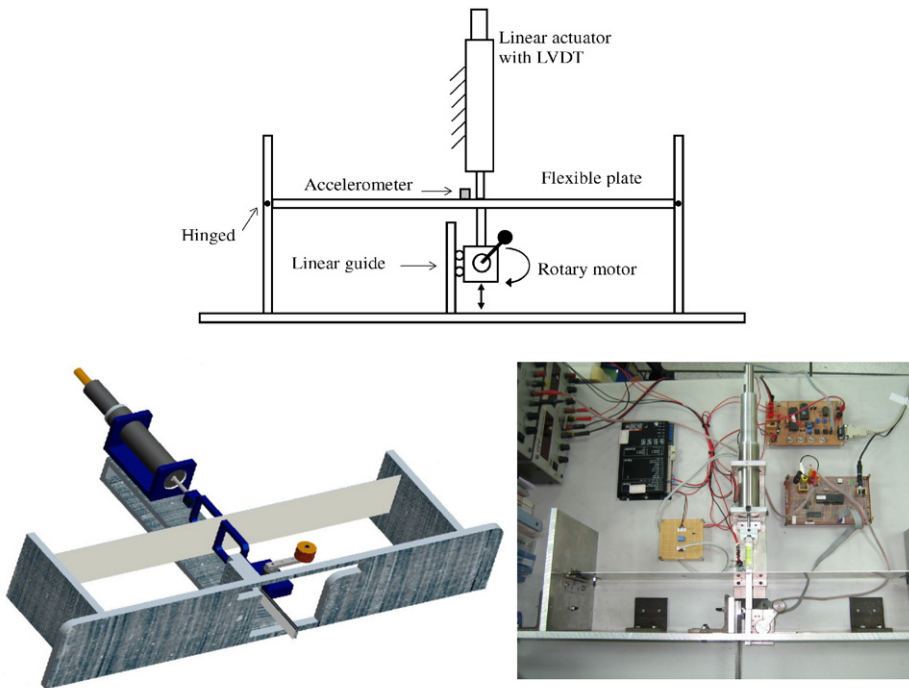 Linear actuator
with LVDT
Accelerometer
Flexible plate
Hinged
Linear guide
Rotary motor